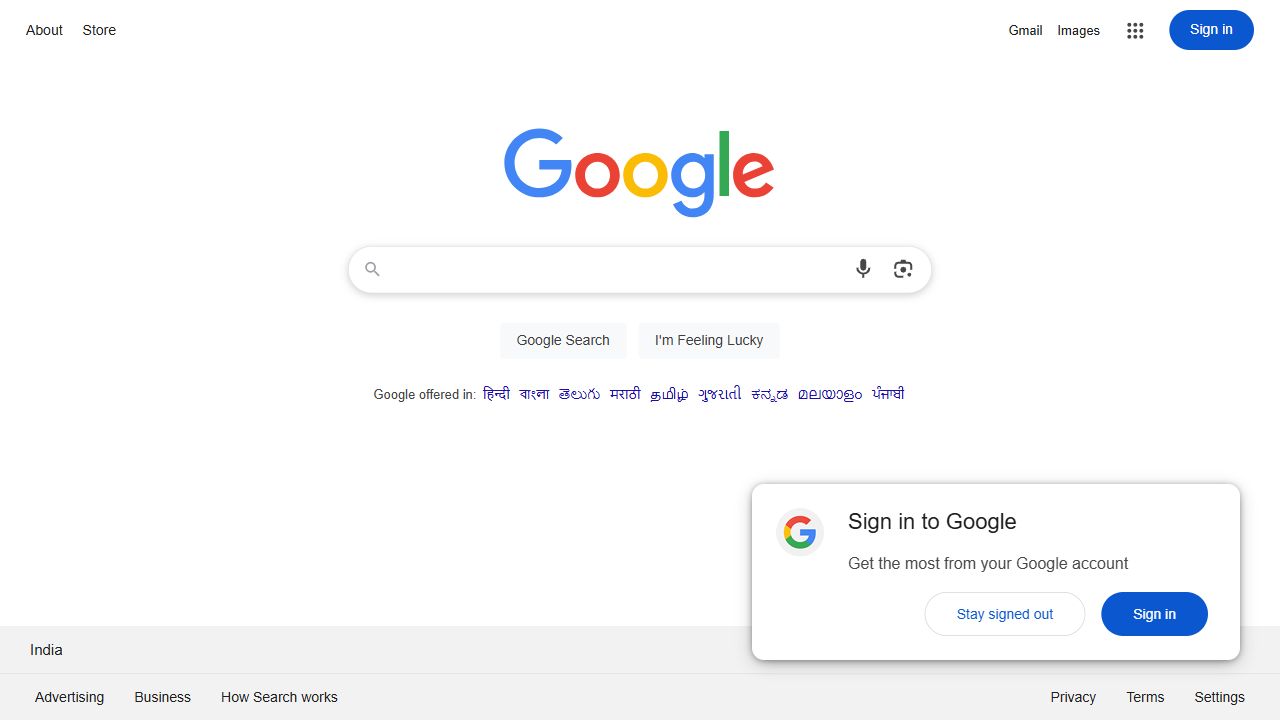 About Store Gmail Images Sign in
Google
Google Search I'm Feeling Lucky
Google offered in: हिन्दी বাংলা తెలుగు मराठी தமிழ் ગુજરાતી ಕನ್ನಡ മലയാളം ਪੰਜਾਬੀ
Sign in to Google
Get the most from your Google account
Stay signed out Sign in
India
Advertising Business How Search works Privacy Terms Settings